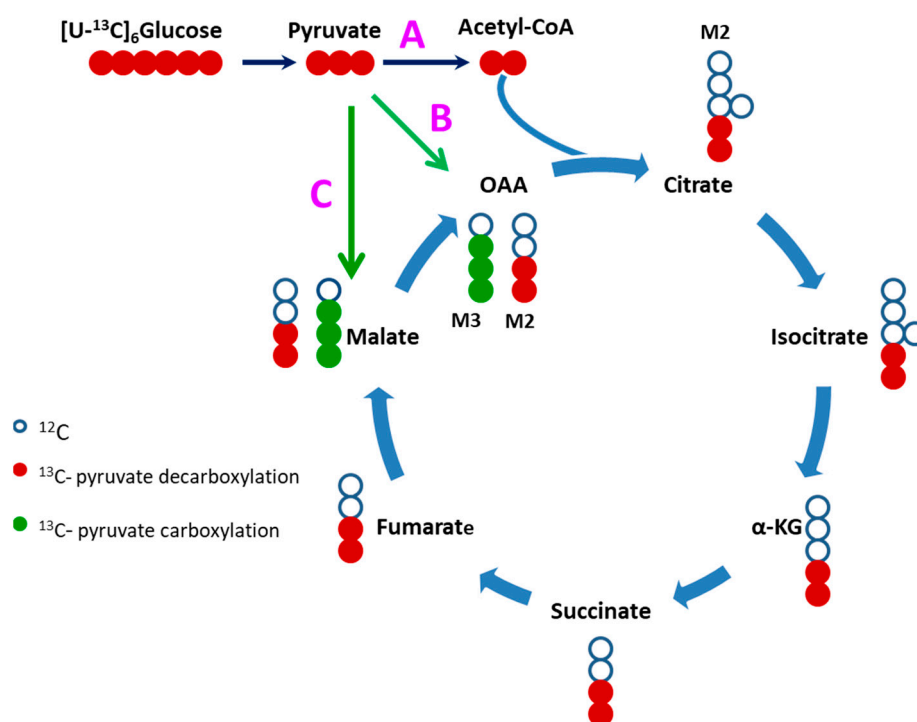 [U-¹³C]₆Glucose
Pyruvate
A
Acetyl-CoA
M2
B
C
OAA
Citrate
M3
M2
Malate
Isocitrate
¹²C
¹³C- pyruvate decarboxylation
¹³C- pyruvate carboxylation
Fumarate
α-KG
Succinate